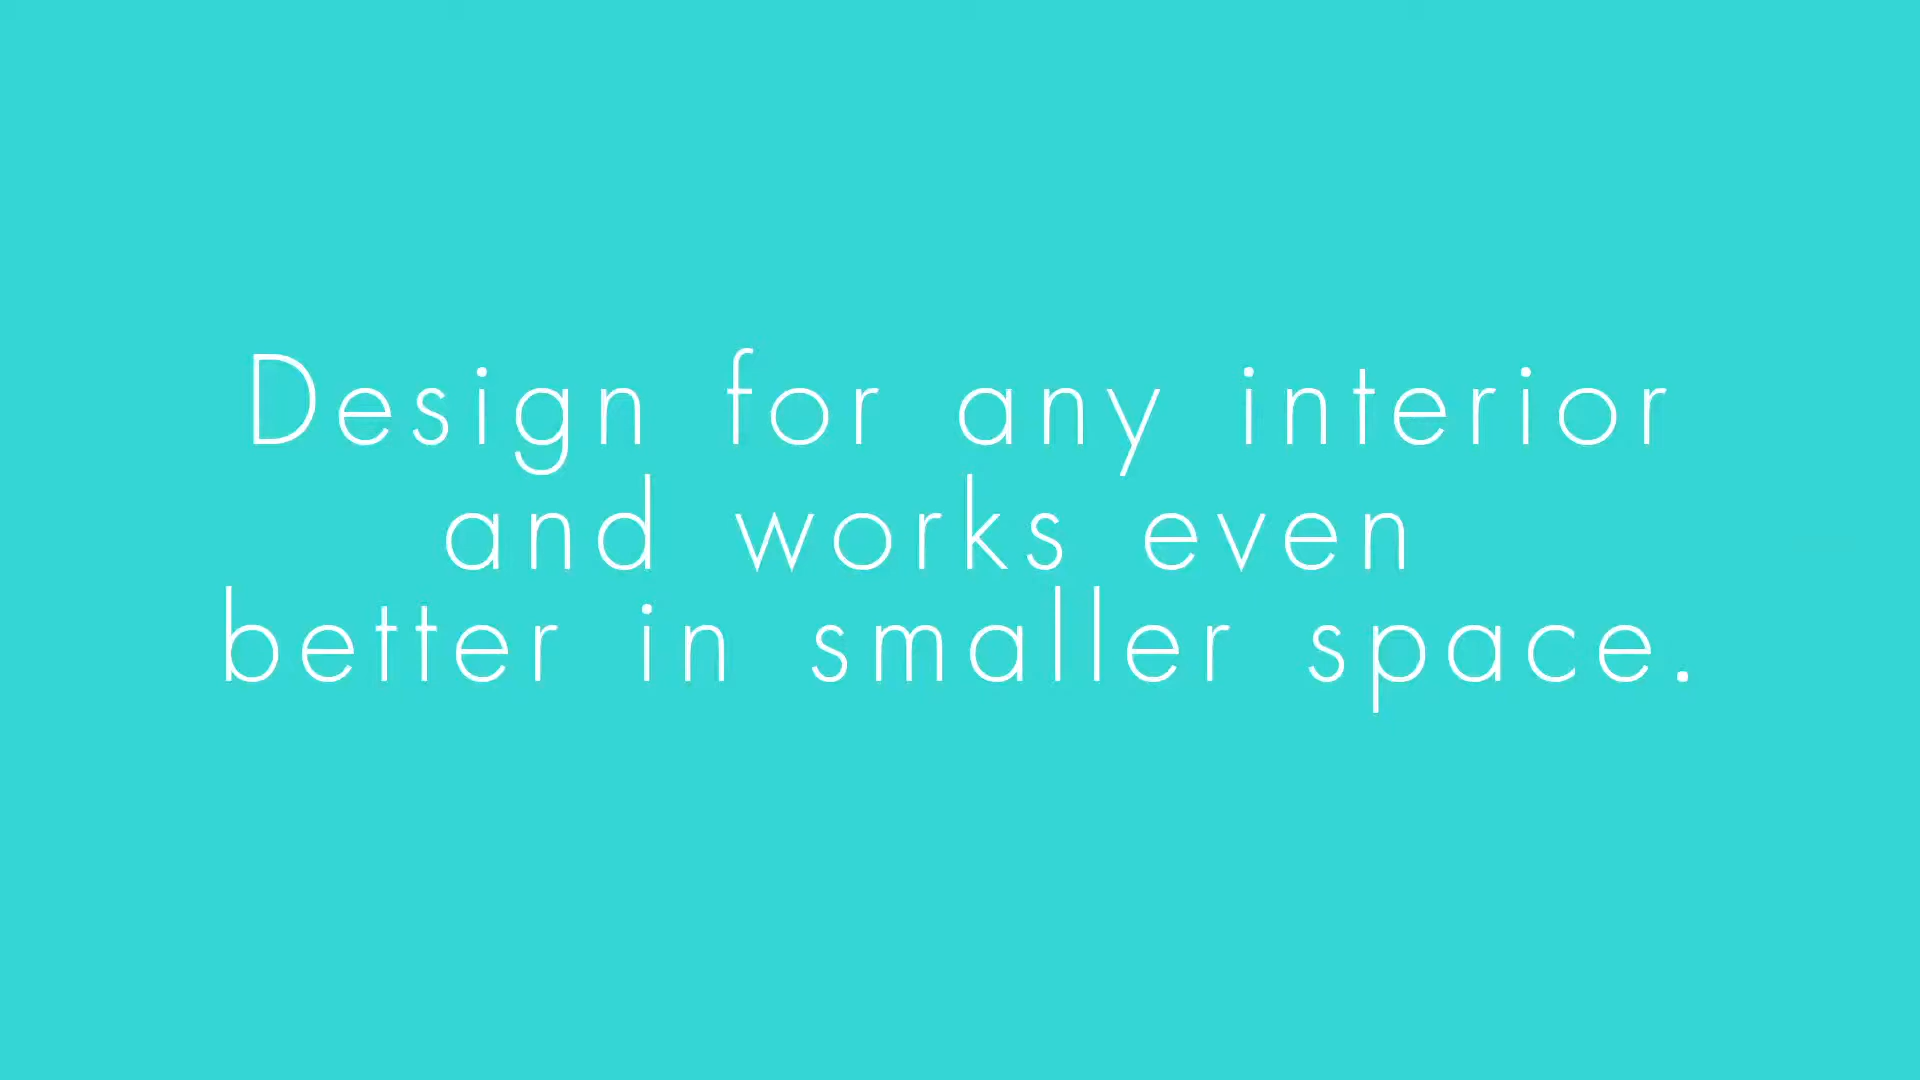 Design for any interior
and works even
better in smaller space.